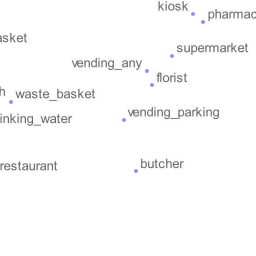 kiosk
pharmac
asket
supermarket
vending_any
florist
h
waste_basket
inking_water
vending_parking
restaurant
butcher